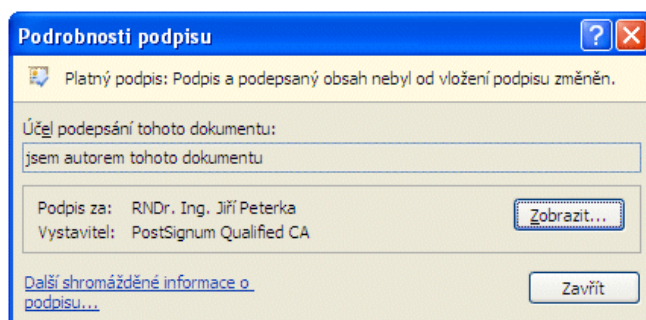 Podrobnosti podpisu
Platný podpis: Podpis a podepsaný obsah nebyl od vložení podpisu změněn.
Účel podepsání tohoto dokumentu:
jsem autorem tohoto dokumentu
Podpis za: RNDr. Ing. Jiří Peterka
Zobrazit...
Vystavitel: PostSignum Qualified CA
Další shromážděné informace o
podpisu...
Zavřít